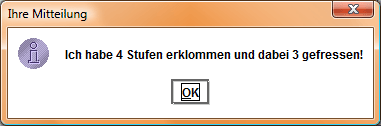 Ihre Mitteilung
Ich habe 4 Stufen erklommen und dabei 3 gefressen!
OK